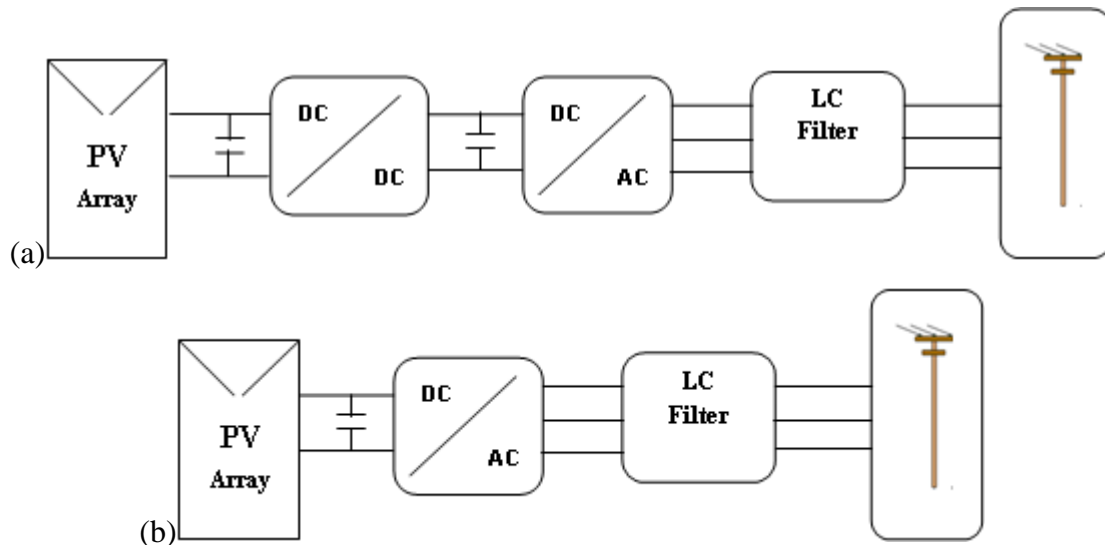 PV
Array
DC
DC
DC
AC
LC
Filter
(a)
PV
Array
DC
AC
LC
Filter
(b)